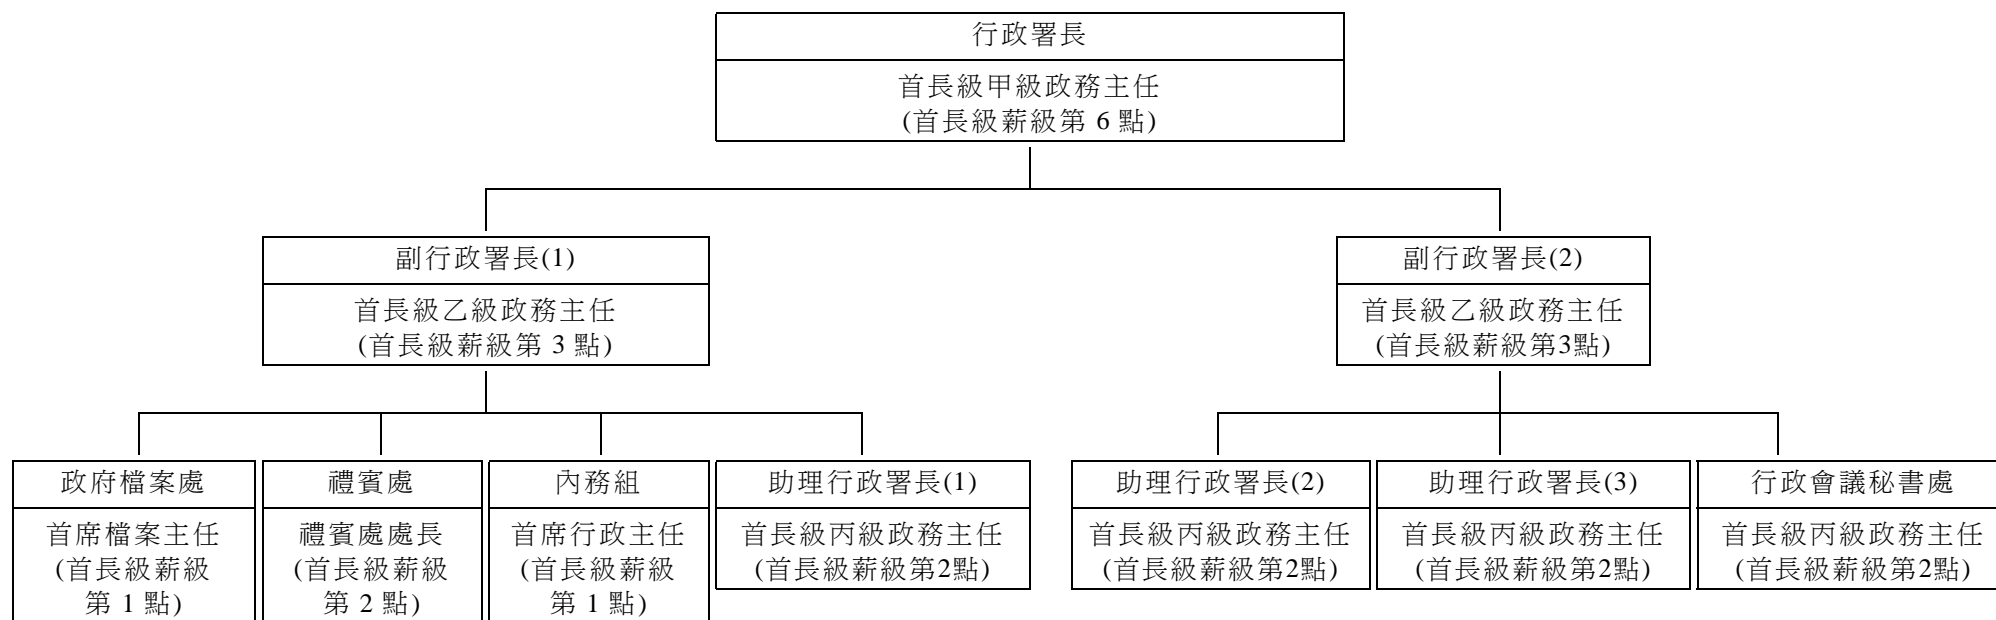 行政署長
首長級甲級政務主任
(首長級薪級第 6 點)
副行政署長(1)
首長級乙級政務主任
(首長級薪級第 3 點)
副行政署長(2)
首長級乙級政務主任
(首長級薪級第3點)
政府檔案處
首席檔案主任
(首長級薪級
第 1 點)
禮賓處
禮賓處處長
(首長級薪級
第 2 點)
內務組
首席行政主任
(首長級薪級
第 1 點)
助理行政署長(1)
首長級丙級政務主任
(首長級薪級第2點)
助理行政署長(2)
首長級丙級政務主任
(首長級薪級第2點)
助理行政署長(3)
首長級丙級政務主任
(首長級薪級第2點)
行政會議秘書處
首長級丙級政務主任
(首長級薪級第2點)